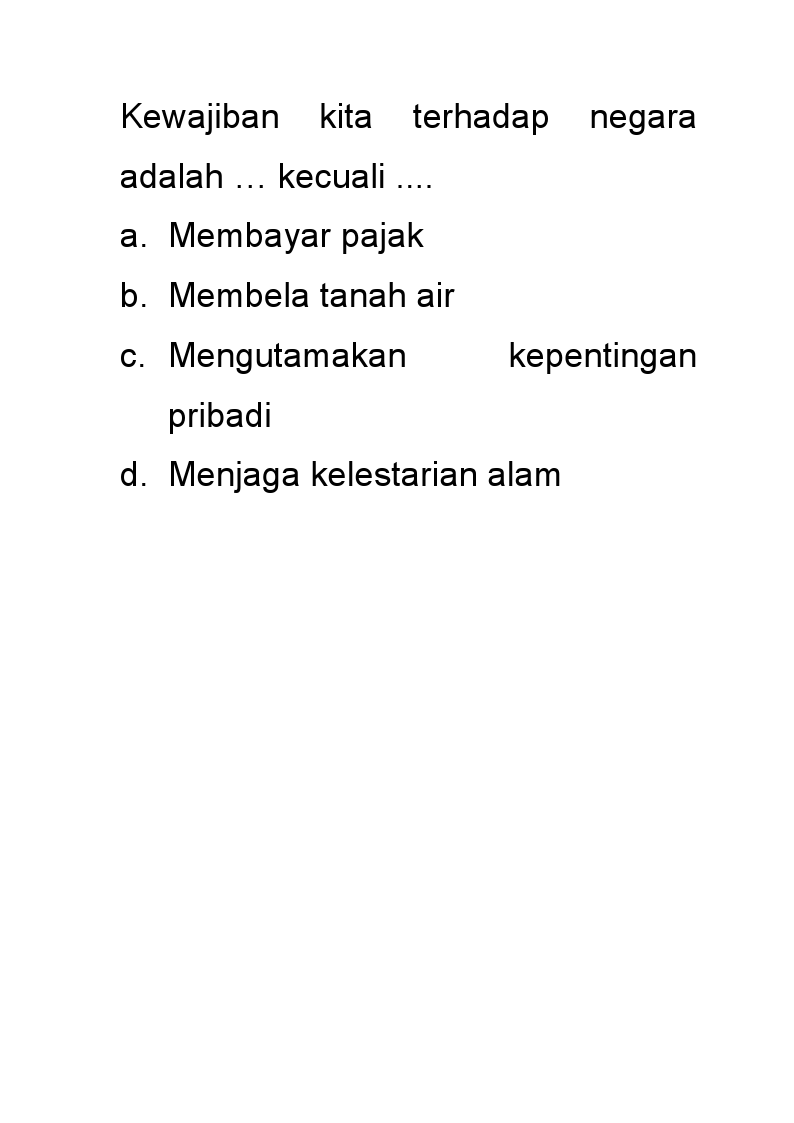 Kewajiban kita terhadap negara
adalah … kecuali ....
a. Membayar pajak
b. Membela tanah air
c. Mengutamakan kepentingan
pribadi
d. Menjaga kelestarian alam